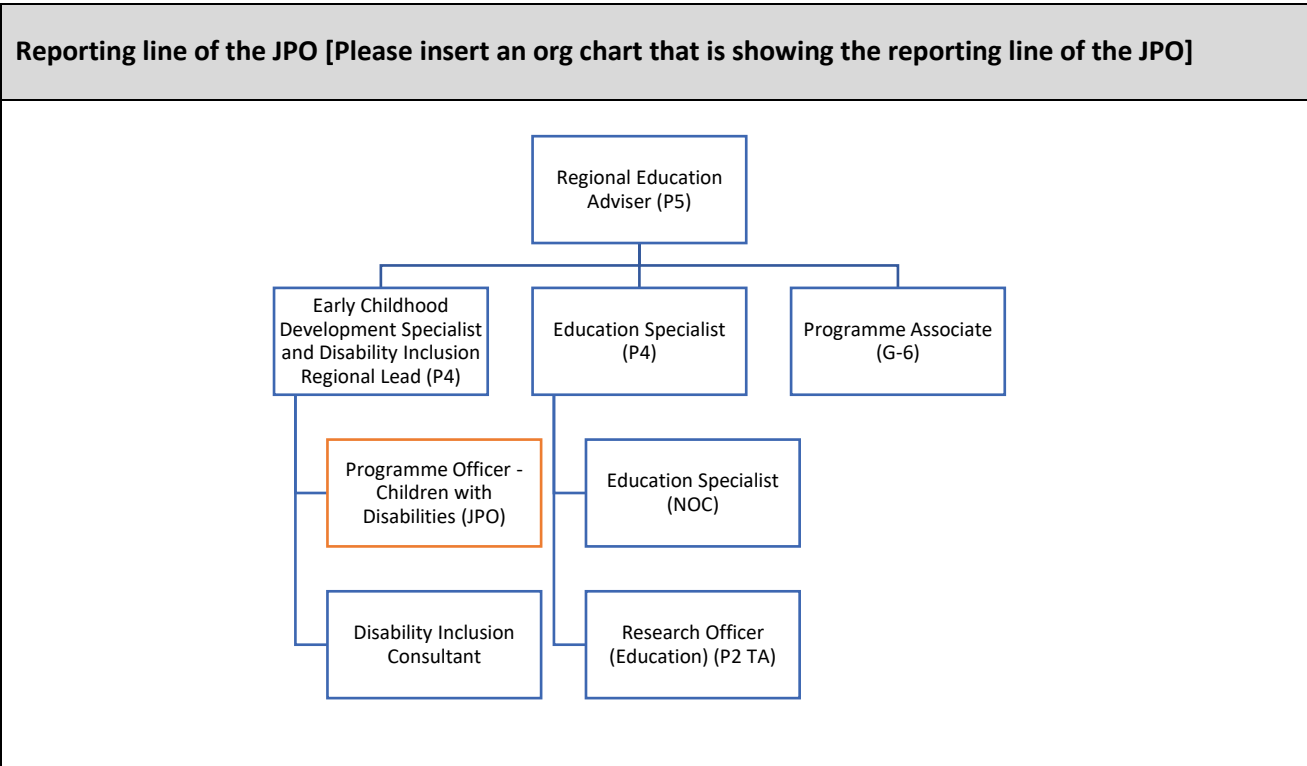 Reporting line of the JPO [Please insert an org chart that is showing the reporting line of the JPO]
Regional Education
Adviser (P5)
Early Childhood
Development Specialist
and Disability Inclusion
Regional Lead (P4)
Education Specialist
(P4)
Programme Associate
(G-6)
Programme Officer -
Children with
Disabilities (JPO)
Education Specialist
(NOC)
Disability Inclusion
Consultant
Research Officer
(Education) (P2 TA)